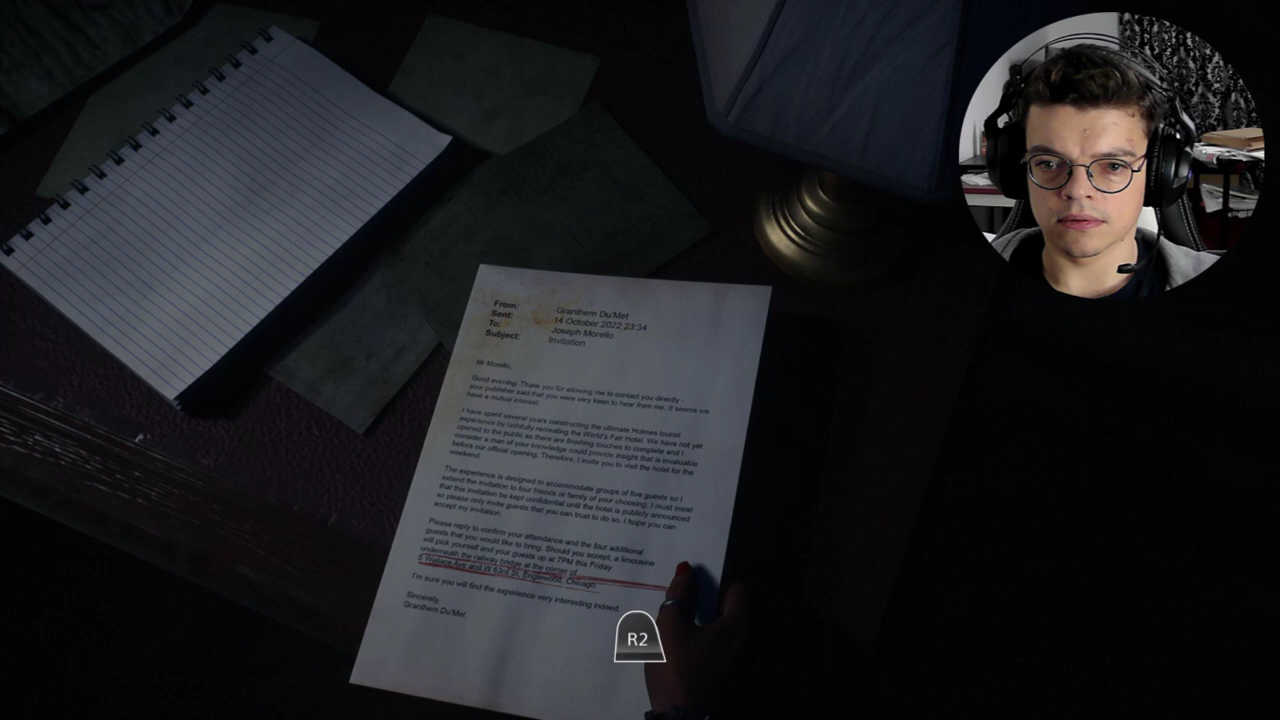 From: Granthem Du'Met
Sent: 14 October 2022 23:34
To: Joseph Morello
Subject: Invitation
Mr Morello,
Good evening. Thank you for allowing me to contact you directly -
your publisher said that you were very keen to hear from me. It seems we
have a mutual interest.
I have spent several years constructing the ultimate Holmes tourist
experience by faithfully recreating the World's Fair Hotel. We have not yet
opened to the public as there are finishing touches to complete and I
consider a man of your knowledge could provide insight that is invaluable
before our official opening. Therefore, I invite you to visit the hotel for the
weekend.
The experience is designed to accommodate groups of five guests so I
extend the invitation to four friends or family of your choosing. I must insist
that this invitation be kept confidential until the hotel is publicly announced
so please only invite guests that you can trust to do so. I hope you can
accept my invitation.
Please reply to confirm your attendance and the four additional
guests that you would like to bring. Should you accept, a limousine
will pick yourself and your guests up at 7PM this Friday
underneath the railway bridge at the corner of
S Wallace Ave and W 63rd St, Englewood, Chicago.
I'm sure you will find the experience very interesting indeed.
Sincerely,
Granthem Du'Met
R2